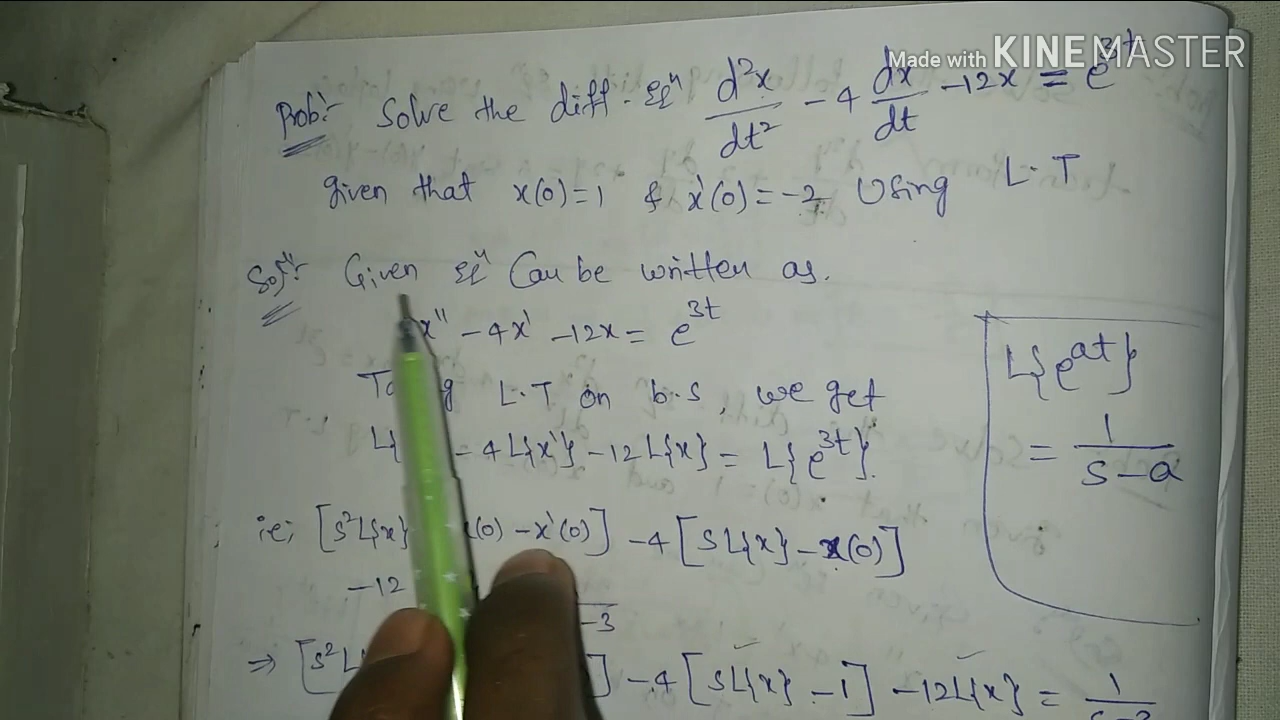 Made with KINEMASTER
Prob:- Solve the diff. Eqⁿ d²x/dt² - 4 dx/dt - 12x = e^3t
given that x(0)=1 & x'(0)=-2 Using L.T
Solⁿ:- Given Eqⁿ Can be written as.
x'' - 4x' - 12x = e^3t
L.T on b.s, we get
L{ - 4L{x'} - 12L{x} = L{e^3t}.
ie; [s²L{x} (0) - x'(0)] - 4[SL{x} - x(0)]
-12 -3
⇒ [s²L ] - 4[SL{x} - 1] - 12L{x} = 1
L{e^at}
= 1/(s-a)